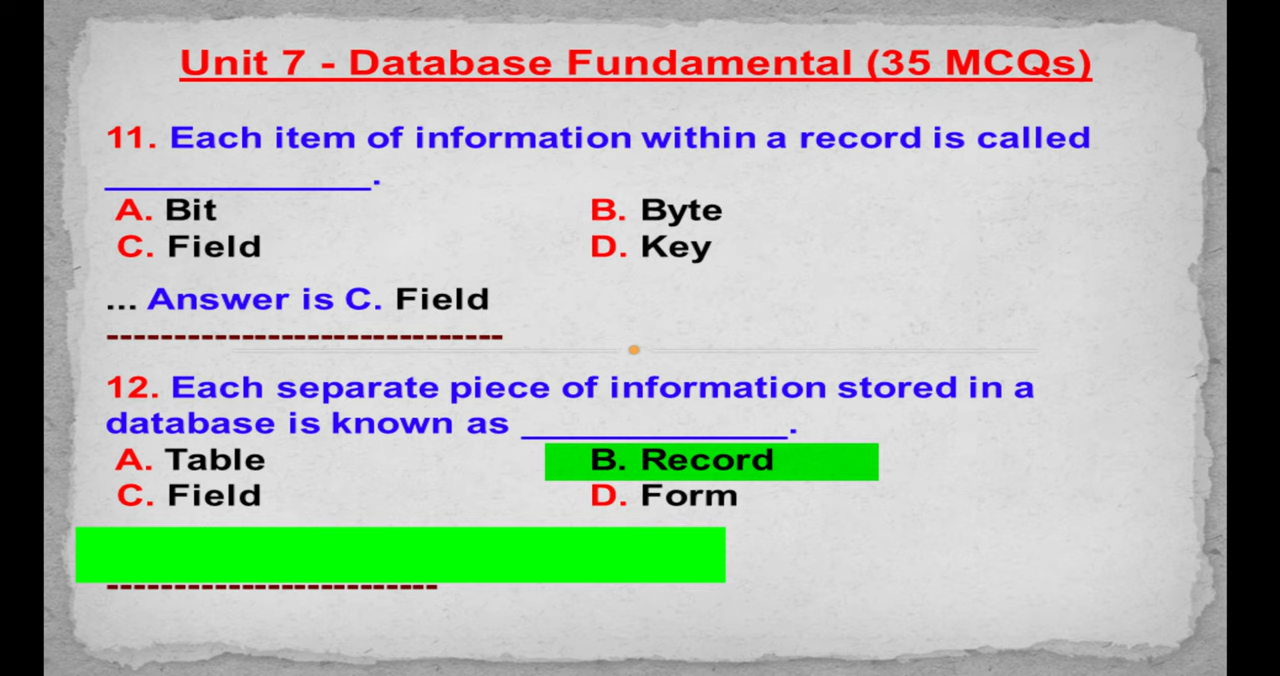 Unit 7 - Database Fundamental (35 MCQs)
11. Each item of information within a record is called
______________.
A. Bit B. Byte
C. Field D. Key
... Answer is C. Field
------------------------------------
12. Each separate piece of information stored in a
database is known as ______________.
A. Table B. Record
C. Field D. Form
------------------------------